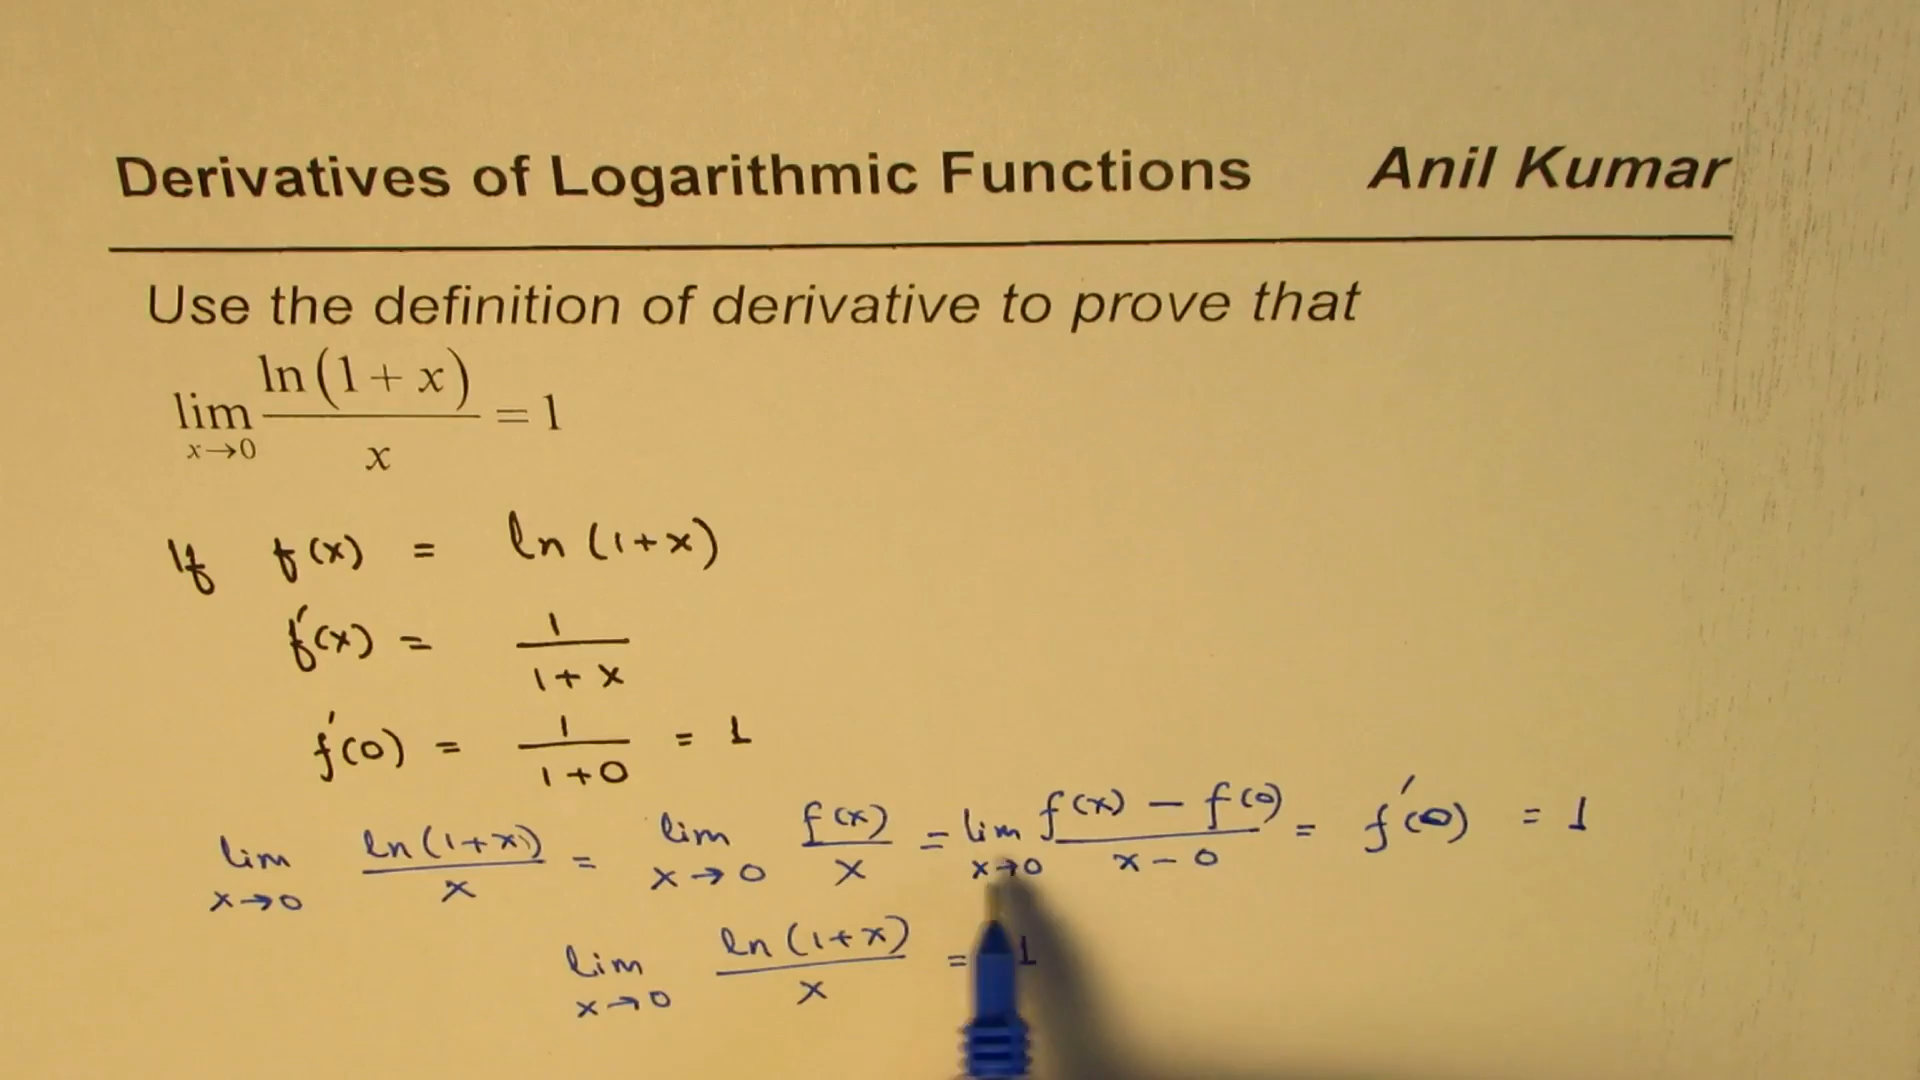 Derivatives of Logarithmic Functions Anil Kumar
Use the definition of derivative to prove that
lim x→0 ln(1 + x) / x = 1
If f(x) = ln (1+x)
f'(x) = 1 / 1+x
f'(0) = 1 / 1+0 = 1
lim x→0 ln(1+x) / x = lim x→0 f(x) / x = lim x→0 f(x) − f(0) / x − 0 = f'(0) = 1
lim x→0 ln(1+x) / x = 1